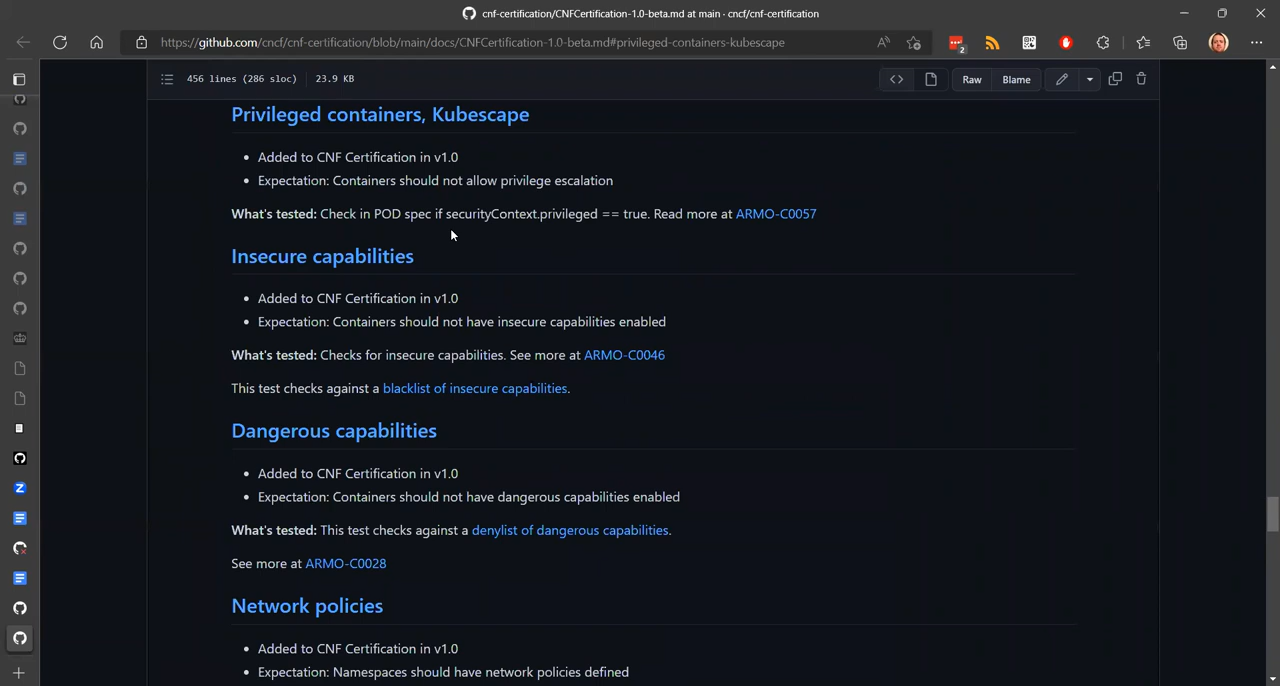 cnf-certification/CNFCertification-1.0-beta.md at main · cncf/cnf-certification
https://github.com/cncf/cnf-certification/blob/main/docs/CNFCertification-1.0-beta.md#privileged-containers-kubescape
2
456 lines (286 sloc) 23.9 KB
Raw Blame
Privileged containers, Kubescape
• Added to CNF Certification in v1.0
• Expectation: Containers should not allow privilege escalation
What's tested: Check in POD spec if securityContext.privileged == true. Read more at ARMO-C0057
Insecure capabilities
• Added to CNF Certification in v1.0
• Expectation: Containers should not have insecure capabilities enabled
What's tested: Checks for insecure capabilities. See more at ARMO-C0046
This test checks against a blacklist of insecure capabilities.
Dangerous capabilities
• Added to CNF Certification in v1.0
• Expectation: Containers should not have dangerous capabilities enabled
What's tested: This test checks against a denylist of dangerous capabilities.
See more at ARMO-C0028
Network policies
• Added to CNF Certification in v1.0
• Expectation: Namespaces should have network policies defined